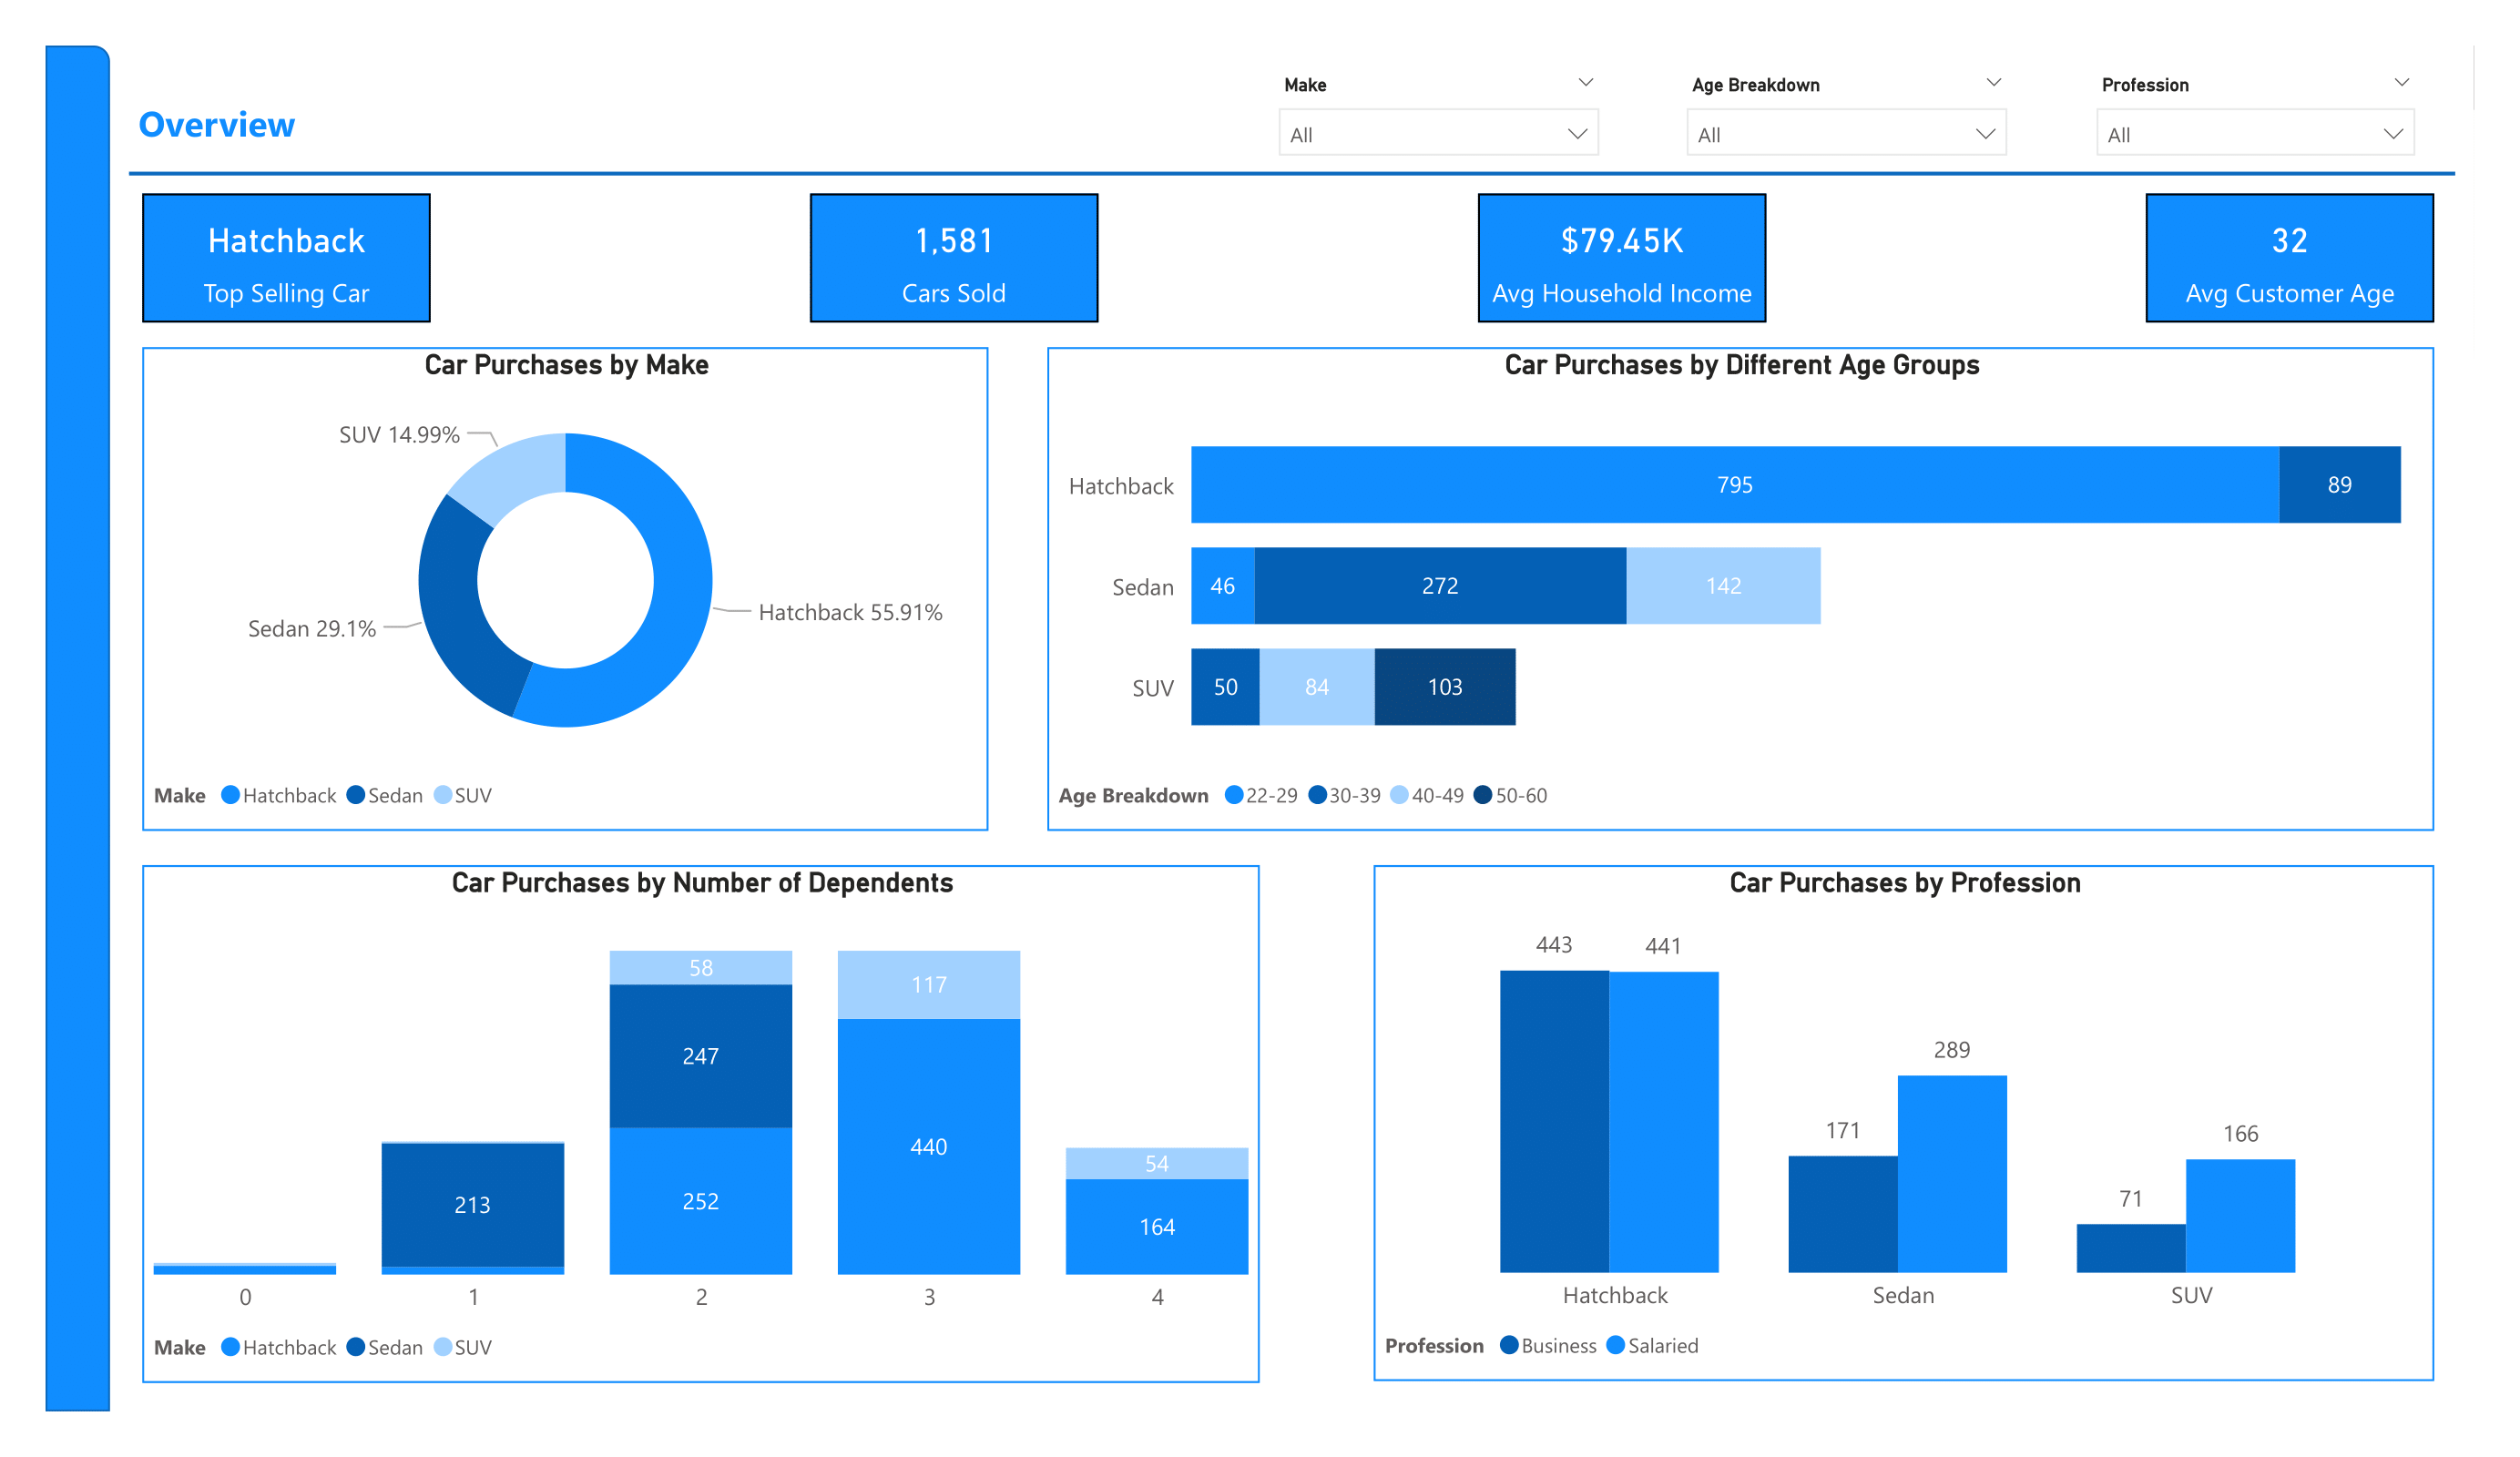 Overview
Make
All
Age Breakdown
All
Profession
All
Hatchback
Top Selling Car
1,581
Cars Sold
$79.45K
Avg Household Income
32
Avg Customer Age
Car Purchases by Make
SUV 14.99%
Hatchback 55.91%
Sedan 29.1%
Make Hatchback Sedan SUV
Car Purchases by Different Age Groups
Hatchback 795 89
Sedan 46 272 142
SUV 50 84 103
Age Breakdown 22-29 30-39 40-49 50-60
Car Purchases by Number of Dependents
58
117
247
440
54
213
252
164
0 1 2 3 4
Make Hatchback Sedan SUV
Car Purchases by Profession
443 441
289
171
166
71
Hatchback Sedan SUV
Profession Business Salaried